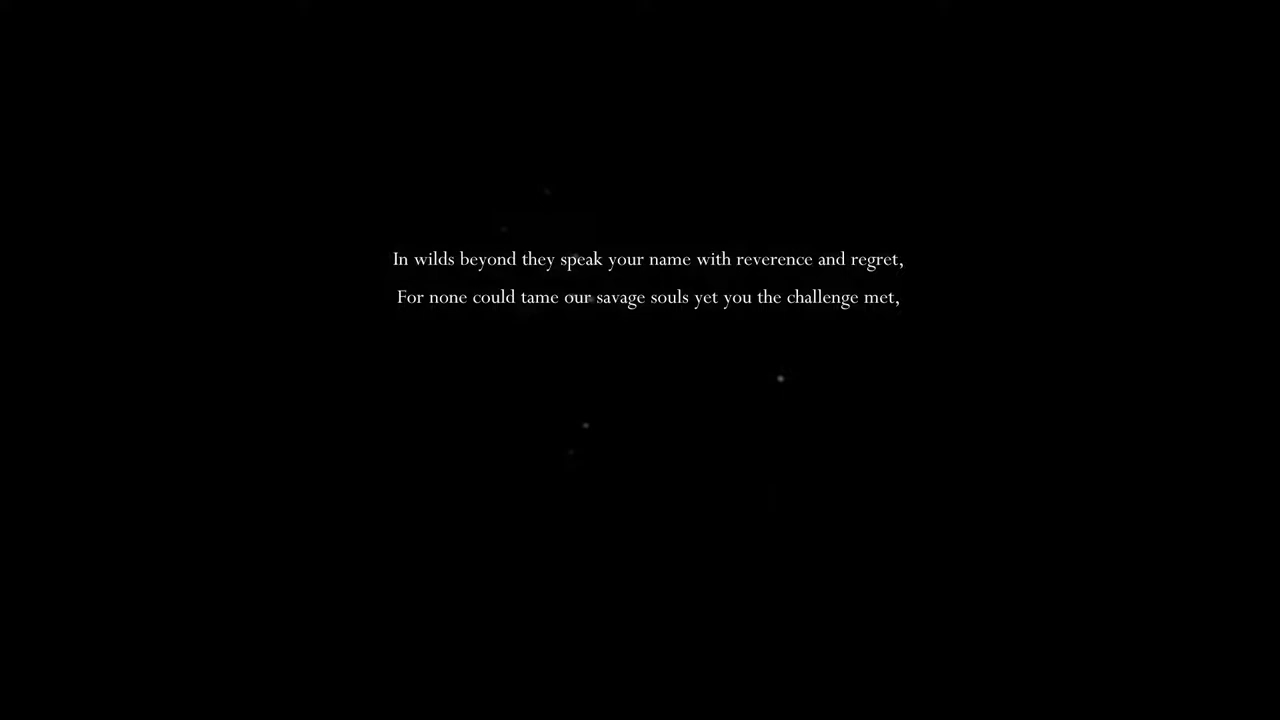 In wilds beyond they speak your name with reverence and regret,
For none could tame our savage souls yet you the challenge met,